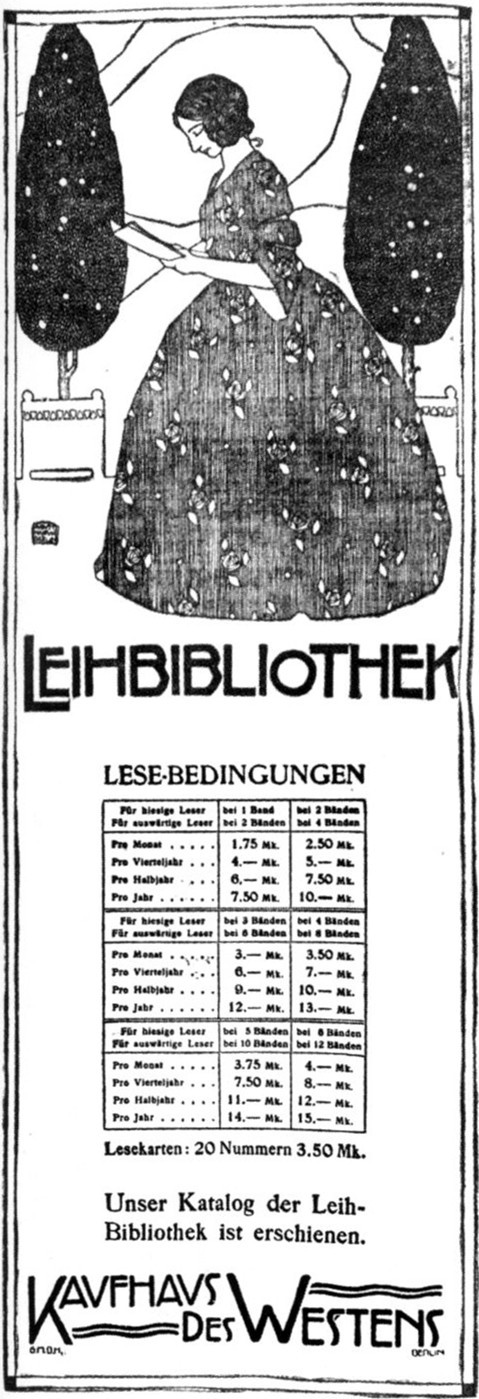 LEIHBIBLIOTHEK
LESE-BEDINGUNGEN
Für hiesige Leser bei 1 Band bei 2 Bänden
Für auswärtige Leser bei 2 Bänden bei 4 Bänden
Pro Monat . . . . . 1.75 Mk. 2.50 Mk.
Pro Vierteljahr . . . 4.— Mk. 5.— Mk.
Pro Halbjahr . . . . 6.— Mk. 7.50 Mk.
Pro Jahr . . . . . . 7.50 Mk. 10.— Mk.
Für hiesige Leser bei 3 Bänden bei 4 Bänden
Für auswärtige Leser bei 6 Bänden bei 8 Bänden
Pro Monat . . . . . 3.— Mk. 3.50 Mk.
Pro Vierteljahr . . . 6.— Mk. 7.— Mk.
Pro Halbjahr . . . . 9.— Mk. 10.— Mk.
Pro Jahr . . . . . . 12.— Mk. 13.— Mk.
Für hiesige Leser bei 5 Bänden bei 6 Bänden
Für auswärtige Leser bei 10 Bänden bei 12 Bänden
Pro Monat . . . . . 3.75 Mk. 4.— Mk.
Pro Vierteljahr . . . 7.50 Mk. 8.— Mk.
Pro Halbjahr . . . . 11.— Mk. 12.— Mk.
Pro Jahr . . . . . . 14.— Mk. 15.— Mk.
Lesekarten: 20 Nummern 3.50 Mk.
Unser Katalog der Leih-
Bibliothek ist erschienen.
KAVFHAVS
DES WESTENS
G.M.B.H. BERLIN